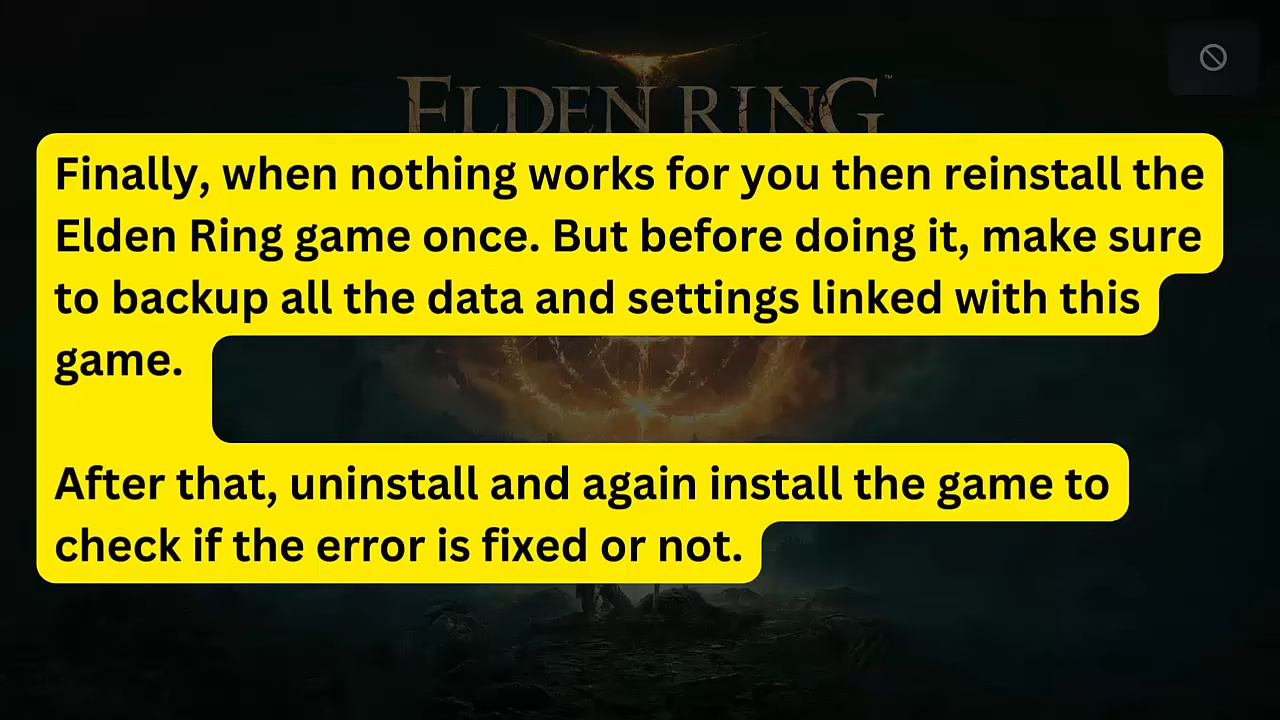 ELDEN RING™
Finally, when nothing works for you then reinstall the
Elden Ring game once. But before doing it, make sure
to backup all the data and settings linked with this
game.
After that, uninstall and again install the game to
check if the error is fixed or not.